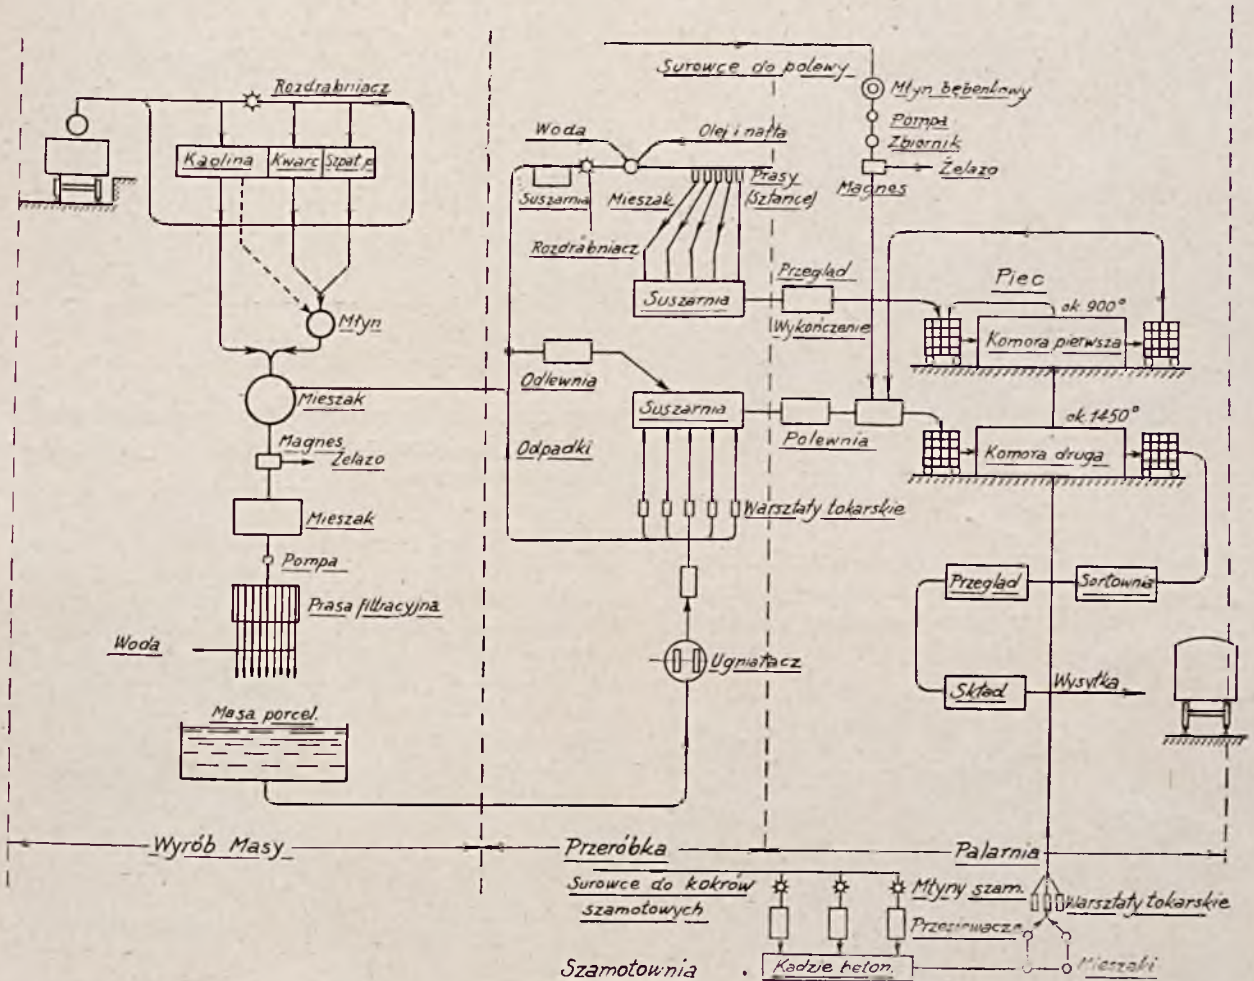 Surowce do polewy
Rozdrabniacz
Młyn bębenkowy
Woda
Olej i nafta
Pompa
Zbiornik
Kaolina
Kwarc
Szpat p.
Żelazo
Suszarnia
Mieszak
Prasy
(Sztance)
Magnes
Rozdrabniacz
Przegląd
Piec
Suszarnia
ok. 900°
Młyn
Wykończenie
Komora pierwsza
Odlewnia
Mieszak
Suszarnia
ok. 1450°
Magnes
Odpadki
Polewnia
Komora druga
Żelazo
Mieszak
Warsztaty tokarskie
Pompa
Przegląd
Sortownia
Prasa filtracyjna
Woda
Ugniatacz
Skład
Wysyłka
Masa porcel.
Wyrób Masy
Przeróbka
Palarnia
Surowce do kokrów
szamotowych
Młyny szam.
Warsztaty tokarskie
Przesiewacze
Szamotownia
Kadzie beton.
Mieszaki